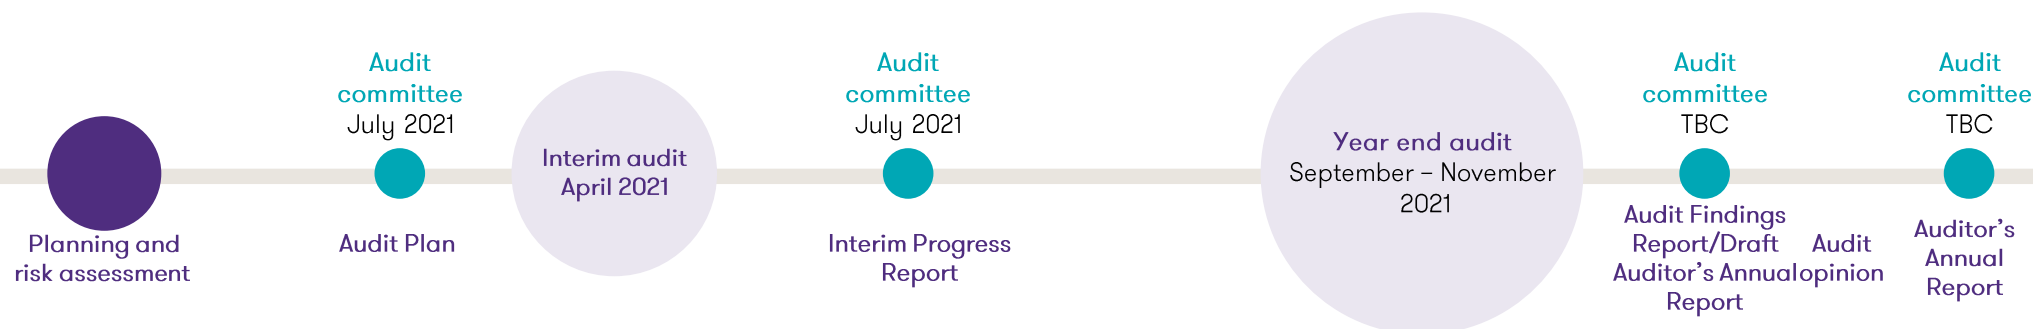 Planning and
risk assessment
Audit
committee
July 2021
Audit Plan
Interim audit
April 2021
Audit
committee
July 2021
Interim Progress
Report
Year end audit
September – November
2021
Audit
committee
TBC
Audit Findings
Report/Draft
Auditor's Annual
Report
Audit
opinion
Audit
committee
TBC
Auditor's
Annual
Report